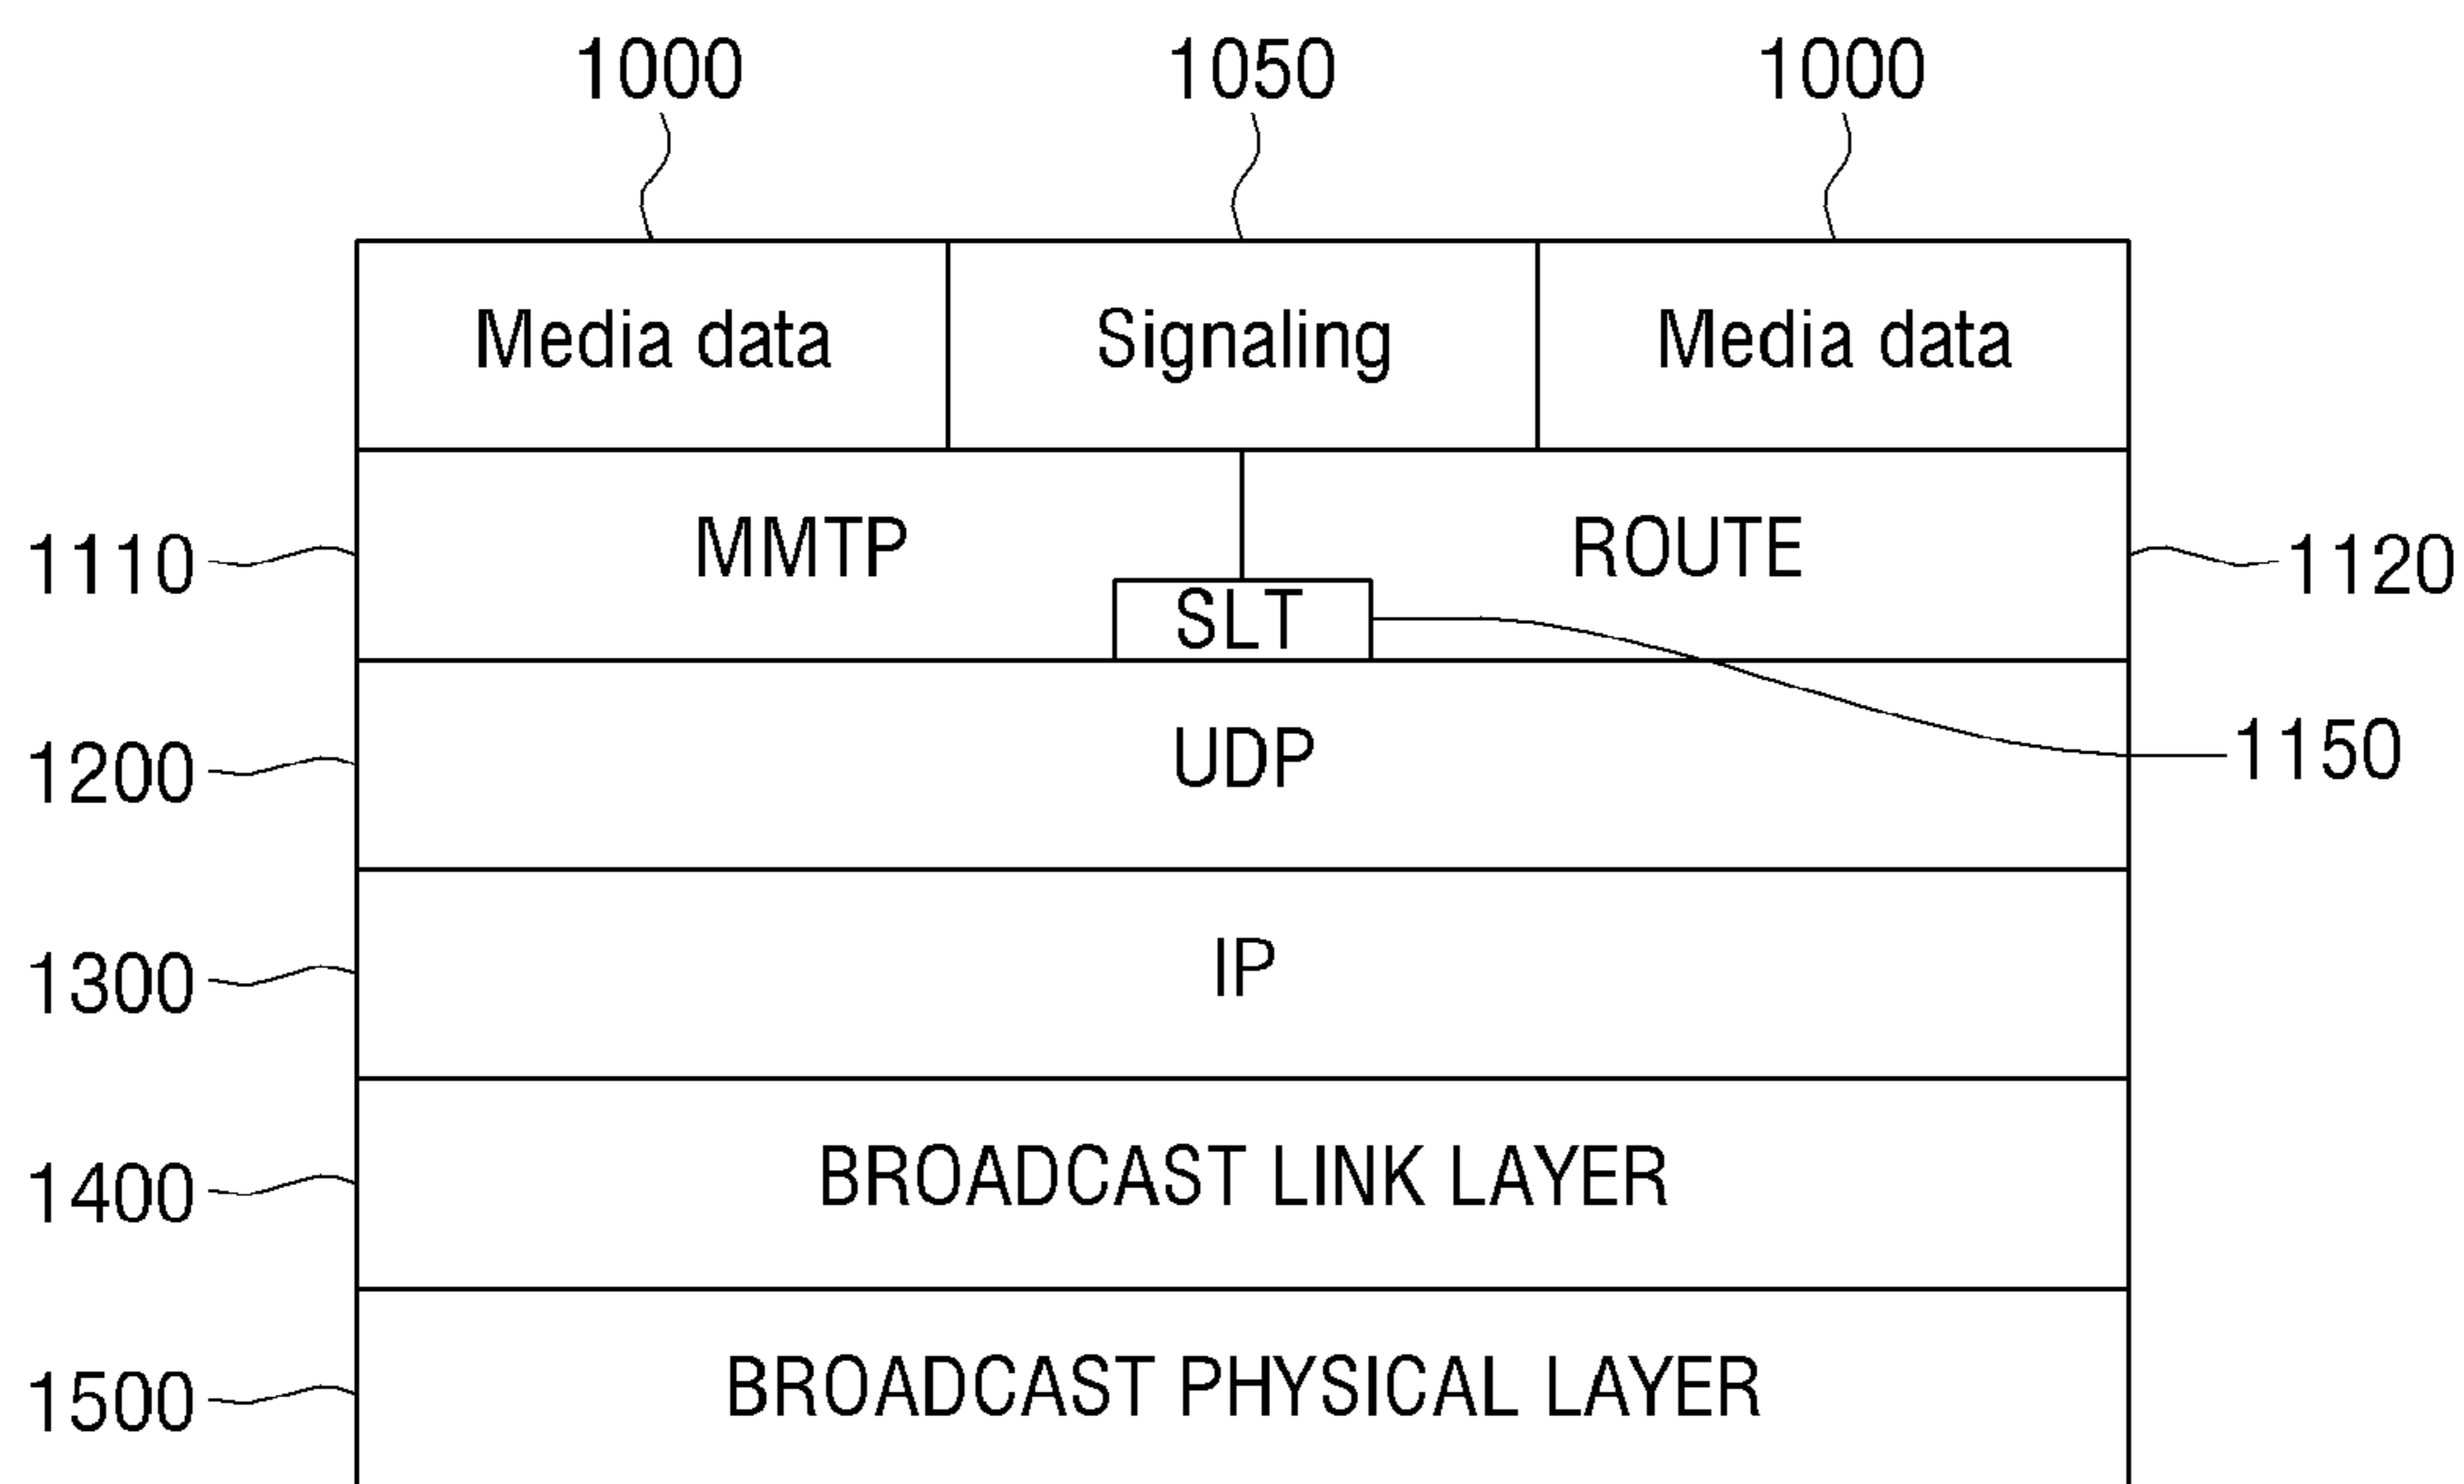 1000 1050 1000
Media data Signaling Media data
MMTP ROUTE
1110 1120
SLT
UDP
1200 1150
IP
1300
BROADCAST LINK LAYER
1400
BROADCAST PHYSICAL LAYER
1500